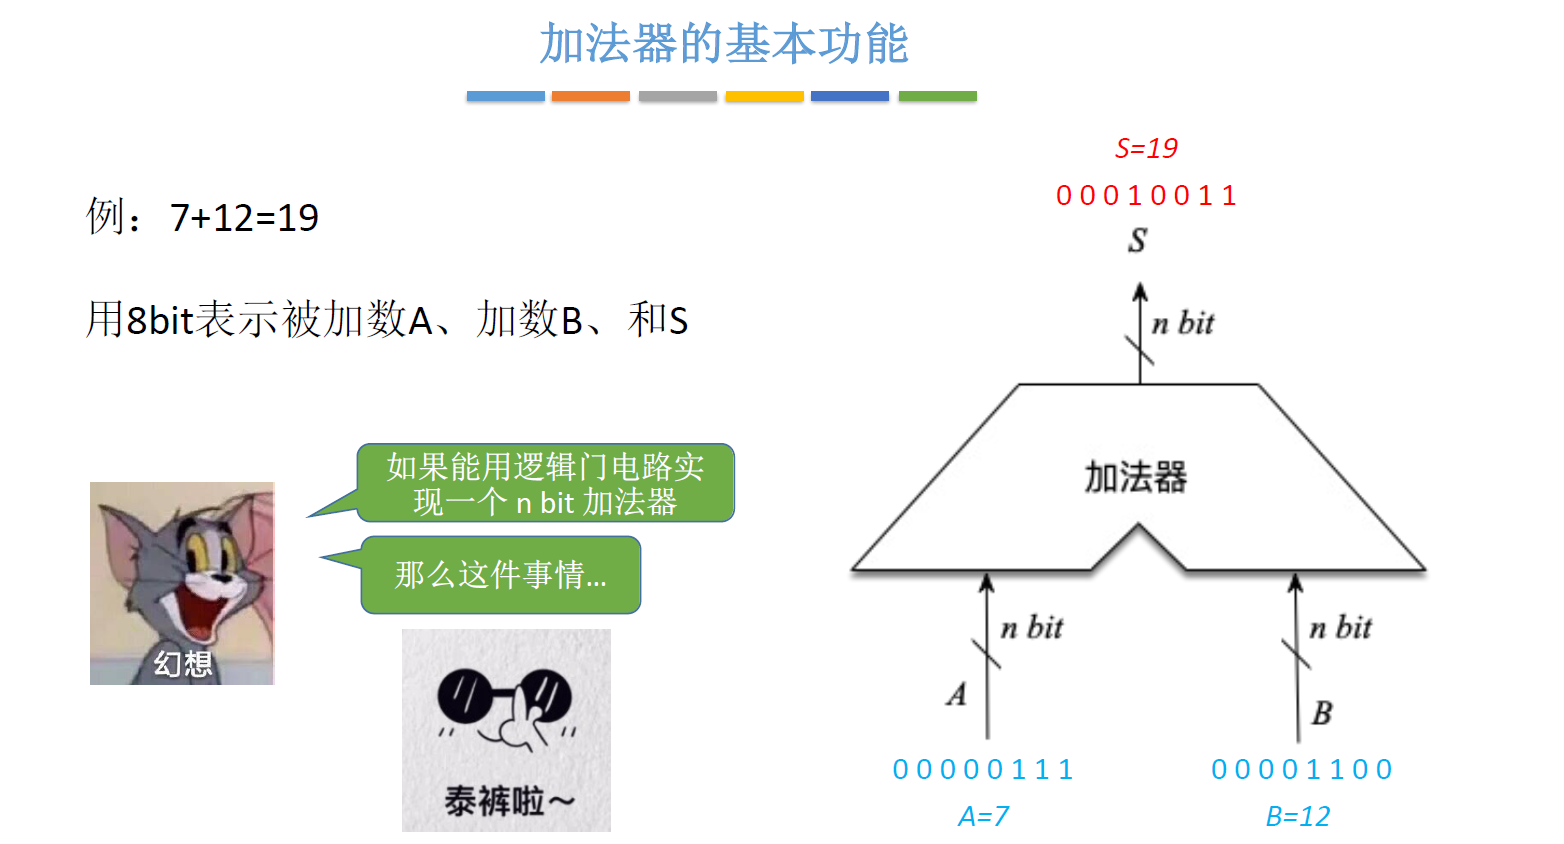 加法器的基本功能
例：7+12=19
用8bit表示被加数A、加数B、和S
如果能用逻辑门电路实
现一个 n bit 加法器
那么这件事情...
幻想
泰裤啦～
S=19
0 0 0 1 0 0 1 1
S
n bit
加法器
n bit
n bit
A
B
0 0 0 0 0 1 1 1
0 0 0 0 1 1 0 0
A=7
B=12